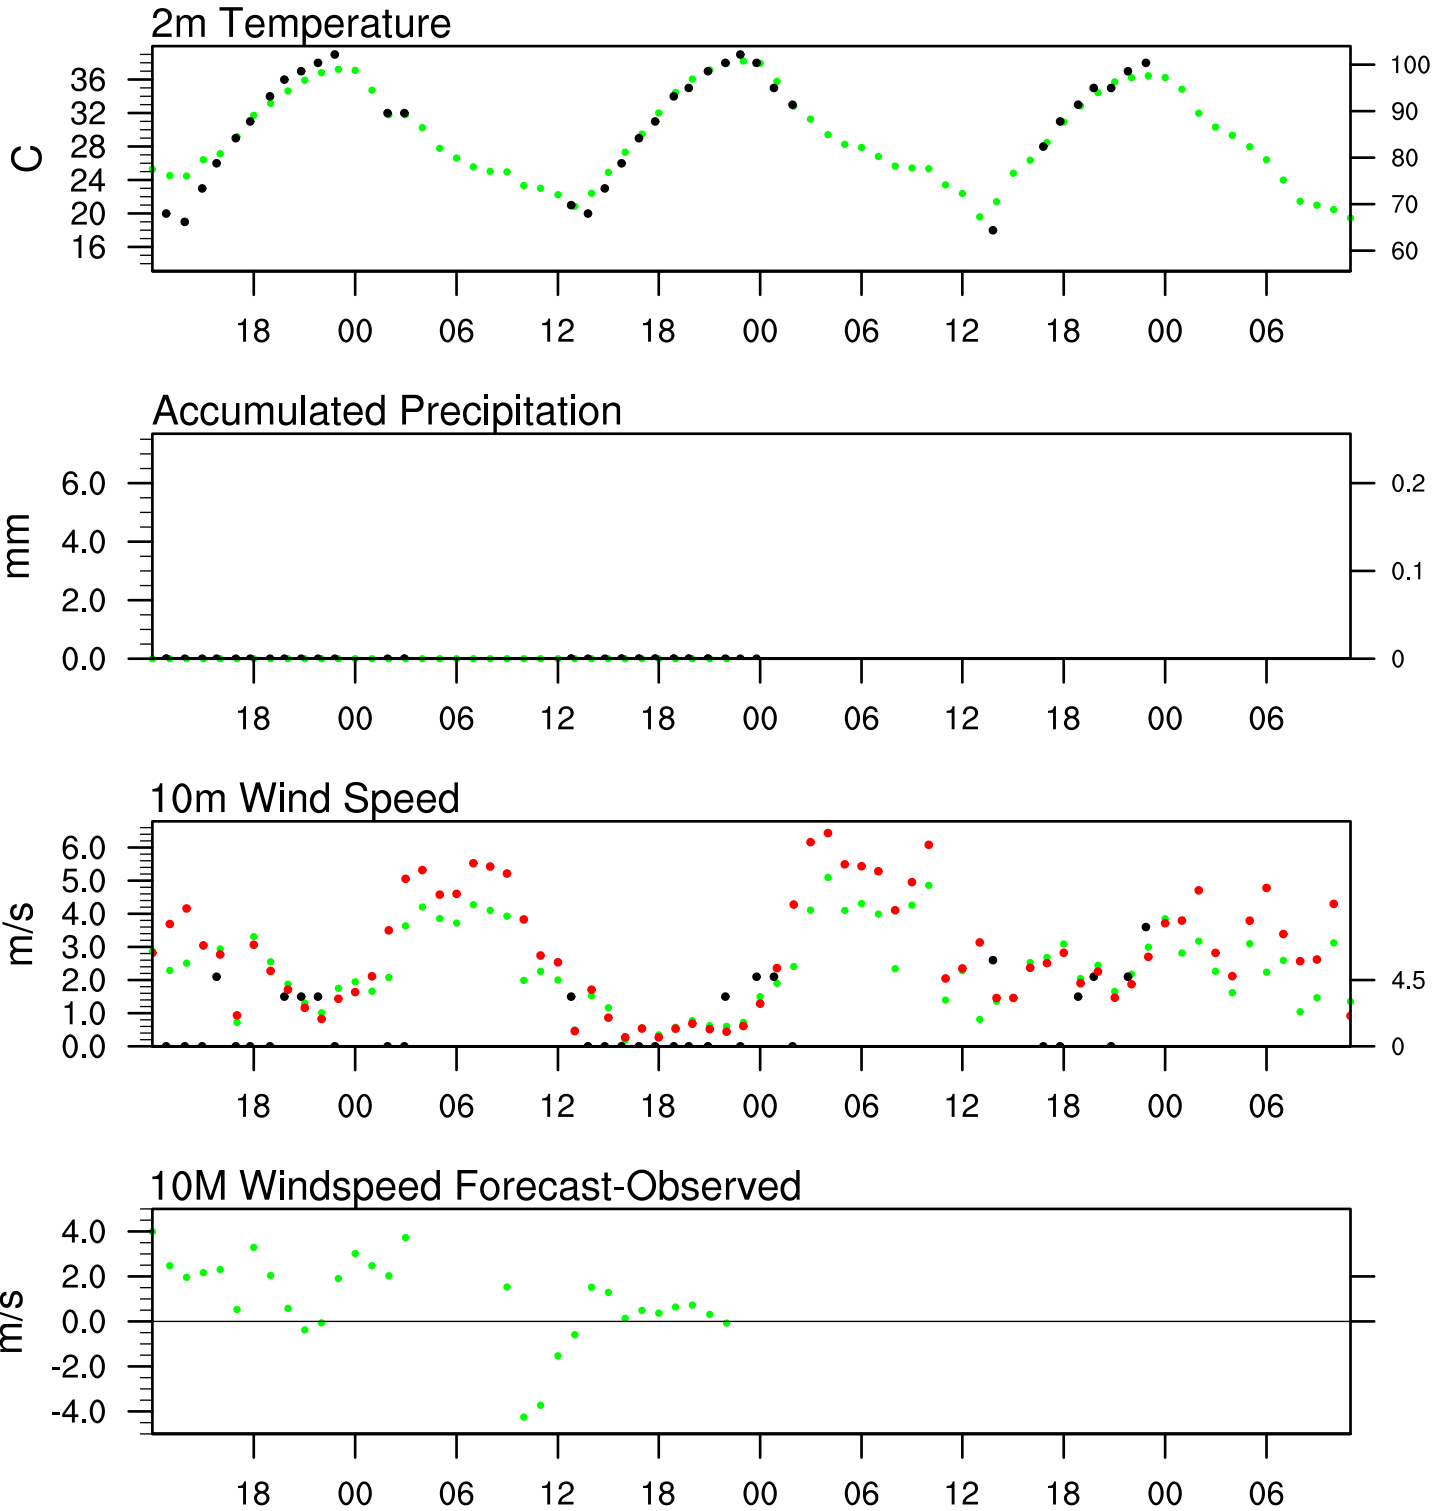 2m Temperature
C
36
32
28
24
20
16
100
90
80
70
60
18 00 06 12 18 00 06 12 18 00 06
Accumulated Precipitation
mm
6.0
4.0
2.0
0.0
0.2
0.1
0
18 00 06 12 18 00 06 12 18 00 06
10m Wind Speed
m/s
6.0
5.0
4.0
3.0
2.0
1.0
0.0
4.5
0
18 00 06 12 18 00 06 12 18 00 06
10M Windspeed Forecast-Observed
m/s
4.0
2.0
0.0
-2.0
-4.0
18 00 06 12 18 00 06 12 18 00 06